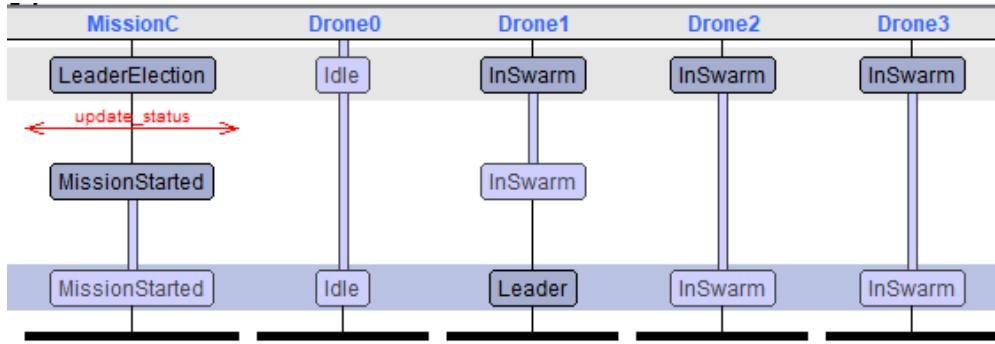 MissionC Drone0 Drone1 Drone2 Drone3
LeaderElection Idle InSwarm InSwarm InSwarm
update_status
MissionStarted InSwarm
MissionStarted Idle Leader InSwarm InSwarm